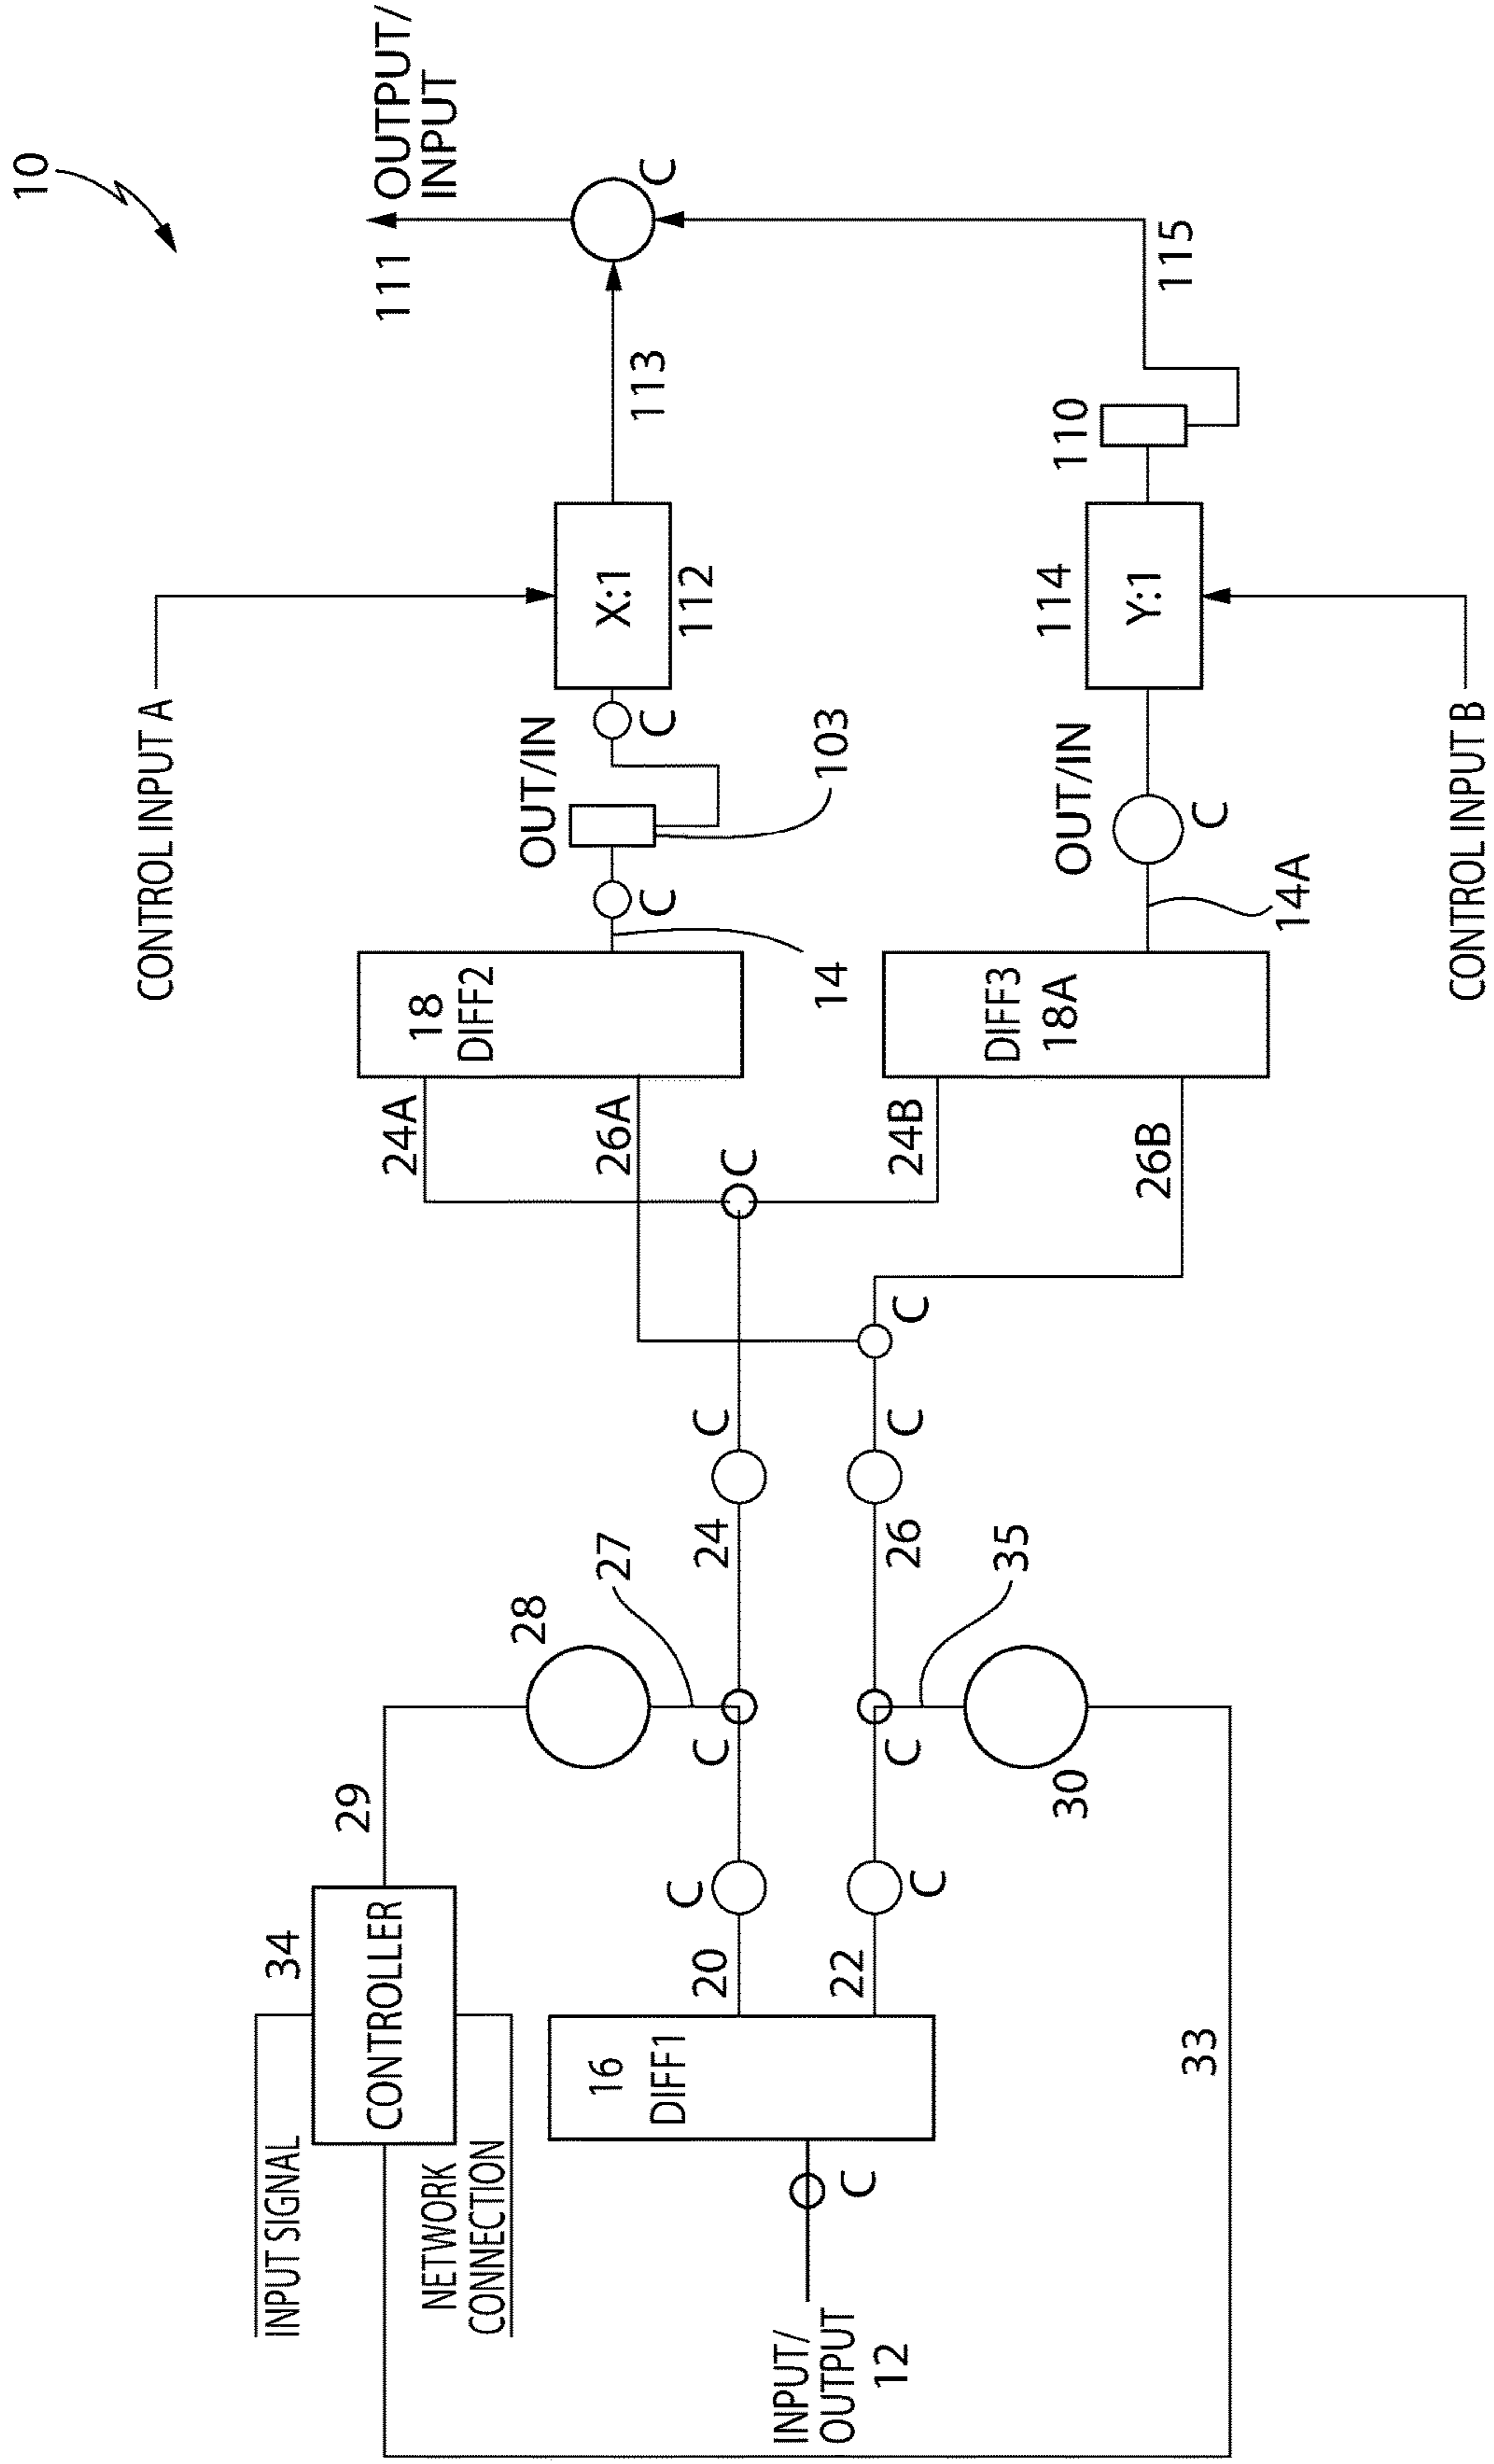 10
INPUT SIGNAL
34
CONTROLLER
NETWORK
CONNECTION
29
28
27
INPUT/
OUTPUT
12
C
16
DIFF1
20
22
C
C
C
C
24
26
35
30
33
C
C
C
C
24A
26A
24B
26B
18
DIFF2
DIFF3
18A
14
14A
C
OUT/IN
103
C
OUT/IN
C
CONTROL INPUT A
X:1
112
114
Y:1
CONTROL INPUT B
110
113
115
C
111
OUTPUT/
INPUT